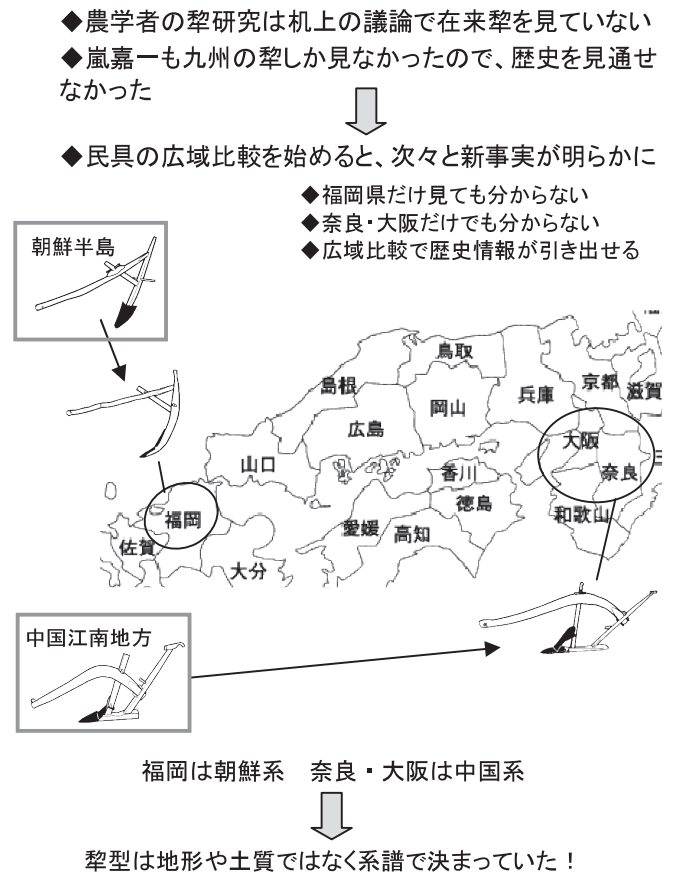 ◆農学者の犂研究は机上の議論で在来犂を見ていない
◆嵐嘉一も九州の犂しか見なかったので、歴史を見通せ
なかった
◆民具の広域比較を始めると、次々と新事実が明らかに
◆福岡県だけ見ても分からない
◆奈良・大阪だけでも分からない
◆広域比較で歴史情報が引き出せる
朝鮮半島
鳥取
島根
岡山
兵庫
京都
滋賀
広島
大阪
山口
香川
奈良
徳島
和歌山
福岡
愛媛
高知
佐賀
大分
中国江南地方
福岡は朝鮮系　奈良・大阪は中国系
犂型は地形や土質ではなく系譜で決まっていた！